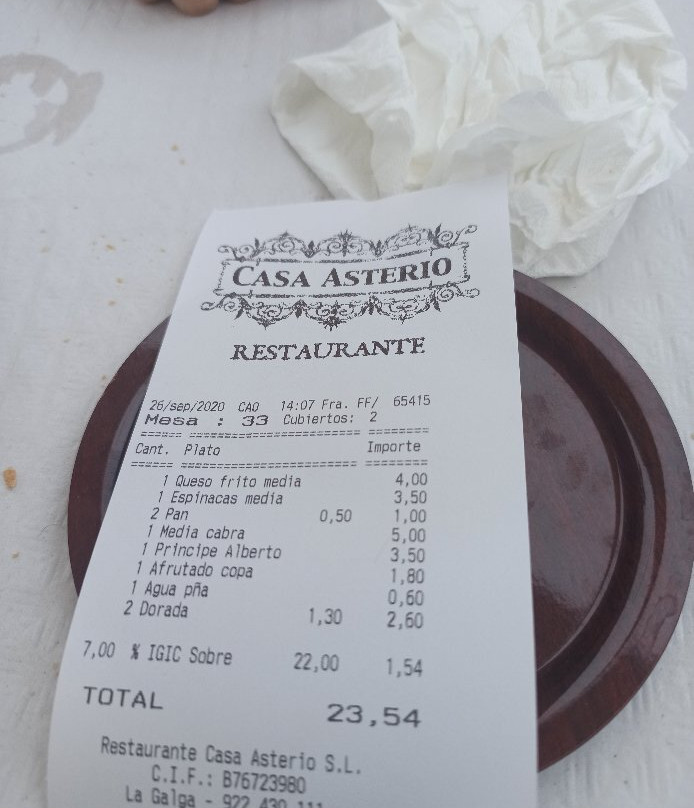 CASA ASTERIO
RESTAURANTE
26/sep/2020 CAO 14:07 Fra. FF/ 65415
Mesa : 33 Cubiertos: 2
Cant. Plato Importe
1 Queso frito media 4,00
1 Espinacas media 3,50
2 Pan 0,50 1,00
1 Media cabra 5,00
1 Principe Alberto 3,50
1 Afrutado copa 1,80
1 Agua pña 0,60
2 Dorada 1,30 2,60
7,00 % IGIC Sobre 22,00 1,54
TOTAL 23,54
Restaurante Casa Asterio S.L.
C.I.F.: B76723980
La Galga - 922 430 111